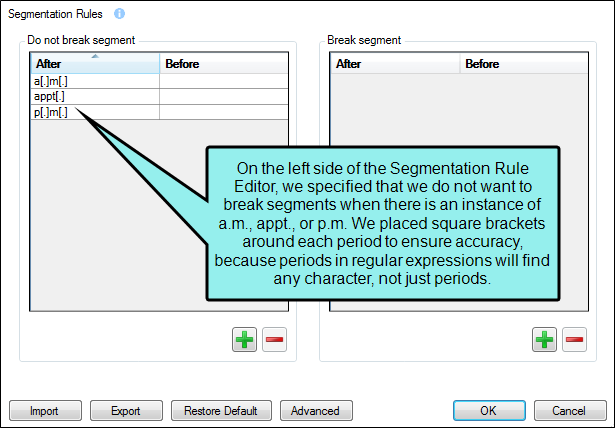 Segmentation Rules
Do not break segment
After Before
a[.]m[.]
appt[.]
p[.]m[.]
Break segment
After Before
On the left side of the Segmentation Rule
Editor, we specified that we do not want to
break segments when there is an instance of
a.m., appt., or p.m. We placed square brackets
around each period to ensure accuracy,
because periods in regular expressions will find
any character, not just periods.
Import Export Restore Default Advanced OK Cancel